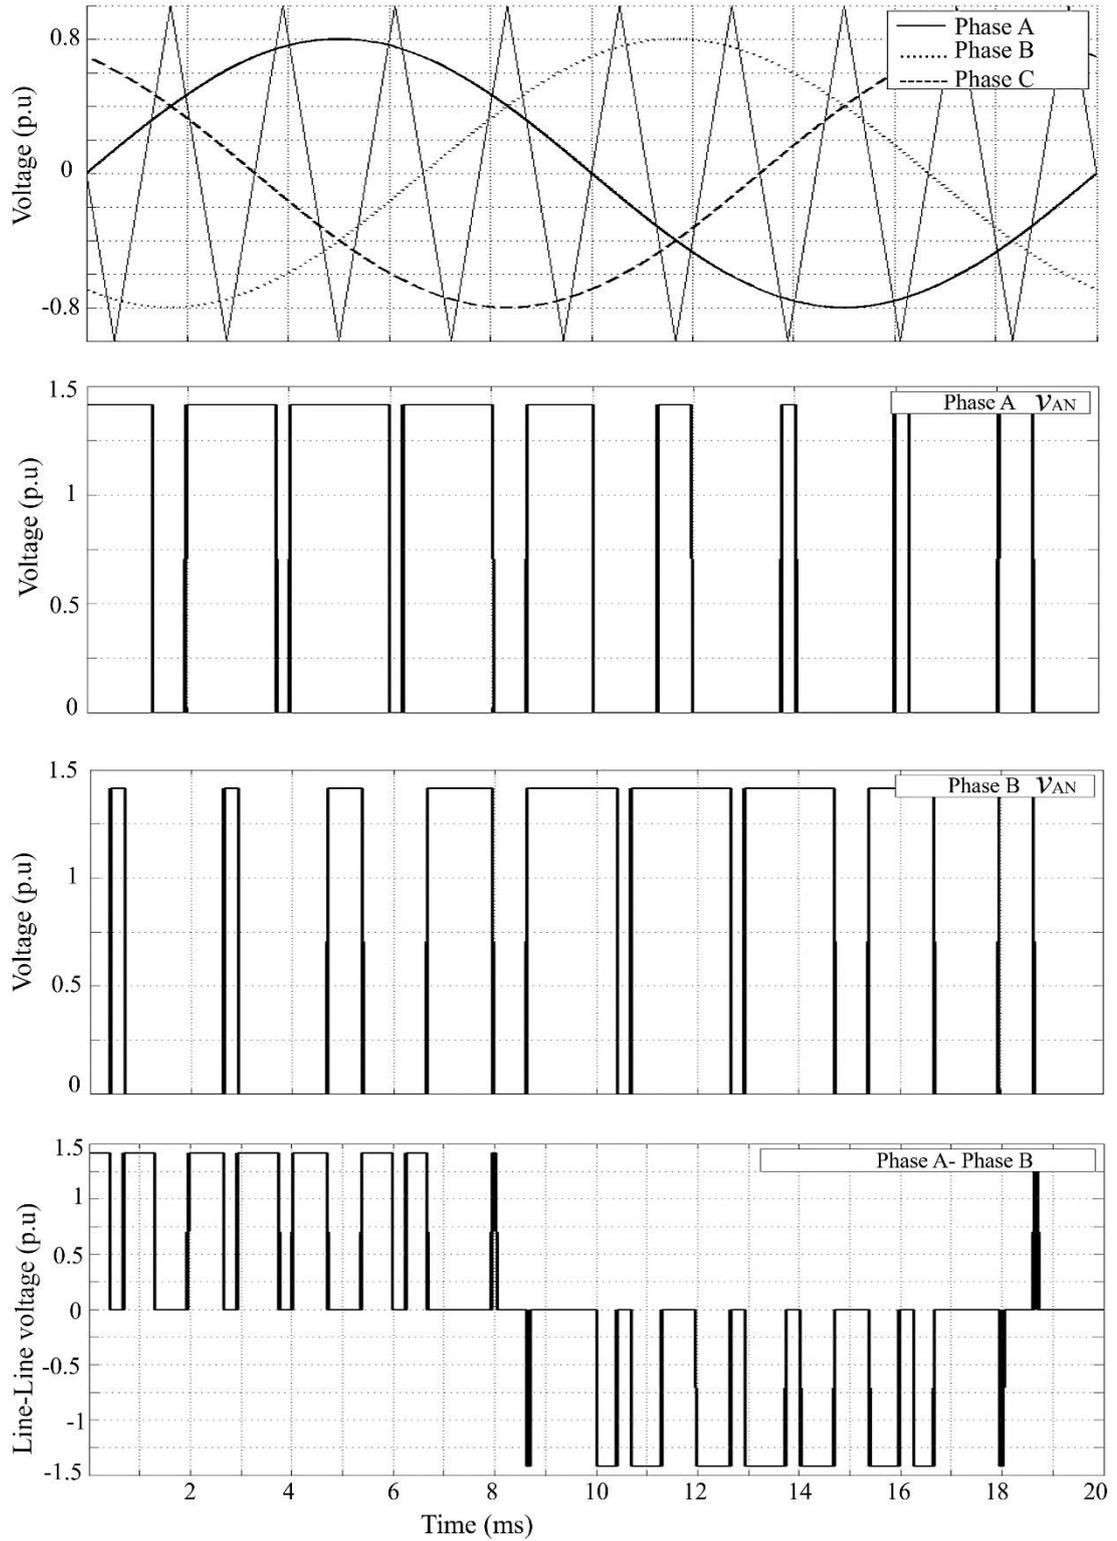 0.8
0
-0.8
Voltage (p.u)
Phase A
Phase B
Phase C
1.5
1
0.5
0
Voltage (p.u)
Phase A VAN
1.5
1
0.5
0
Voltage (p.u)
Phase B VAN
1.5
1
0.5
0
-0.5
-1
-1.5
Line-Line voltage (p.u)
Phase A- Phase B
2 4 6 8 10 12 14 16 18 20
Time (ms)